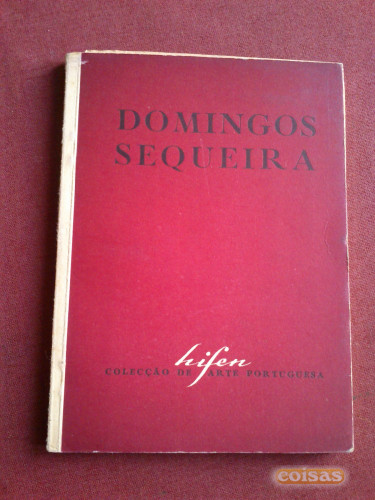 DOMINGOS
SEQUEIRA
hifen
COLECÇÃO DE ARTE PORTUGUESA
coisas